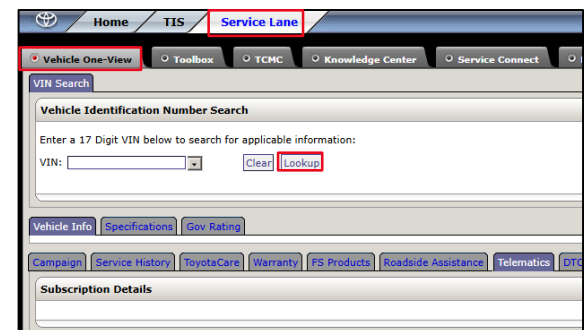 Home TIS Service Lane
Vehicle One-View Toolbox TCMC Knowledge Center Service Connect
VIN Search
Vehicle Identification Number Search
Enter a 17 Digit VIN below to search for applicable information:
VIN: Clear Lookup
Vehicle Info Specifications Gov Rating
Campaign Service History ToyotaCare Warranty FS Products Roadside Assistance Telematics DTC
Subscription Details